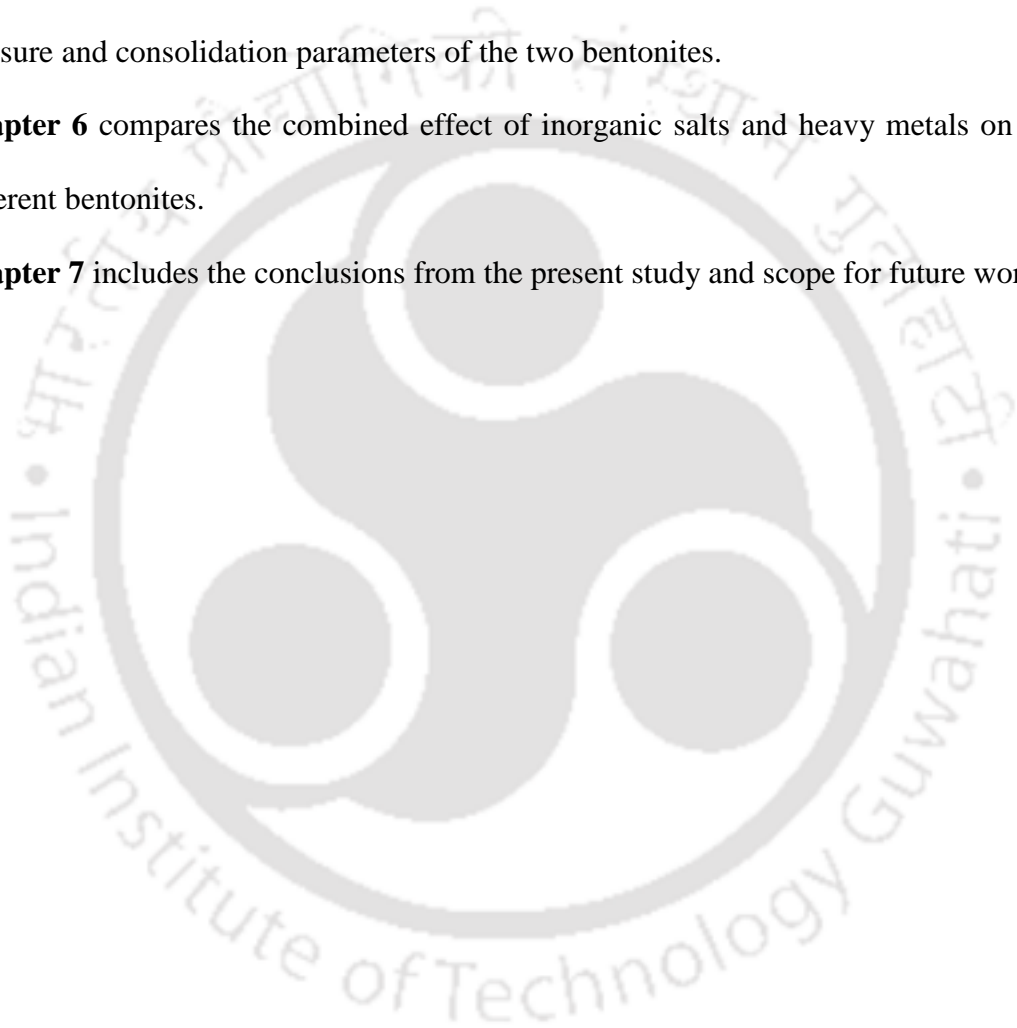 sure and consolidation parameters of the two bentonites.
apter 6 compares the combined effect of inorganic salts and heavy metals on
erent bentonites.
apter 7 includes the conclusions from the present study and scope for future wor
Indian Institute of Technology Guwahati